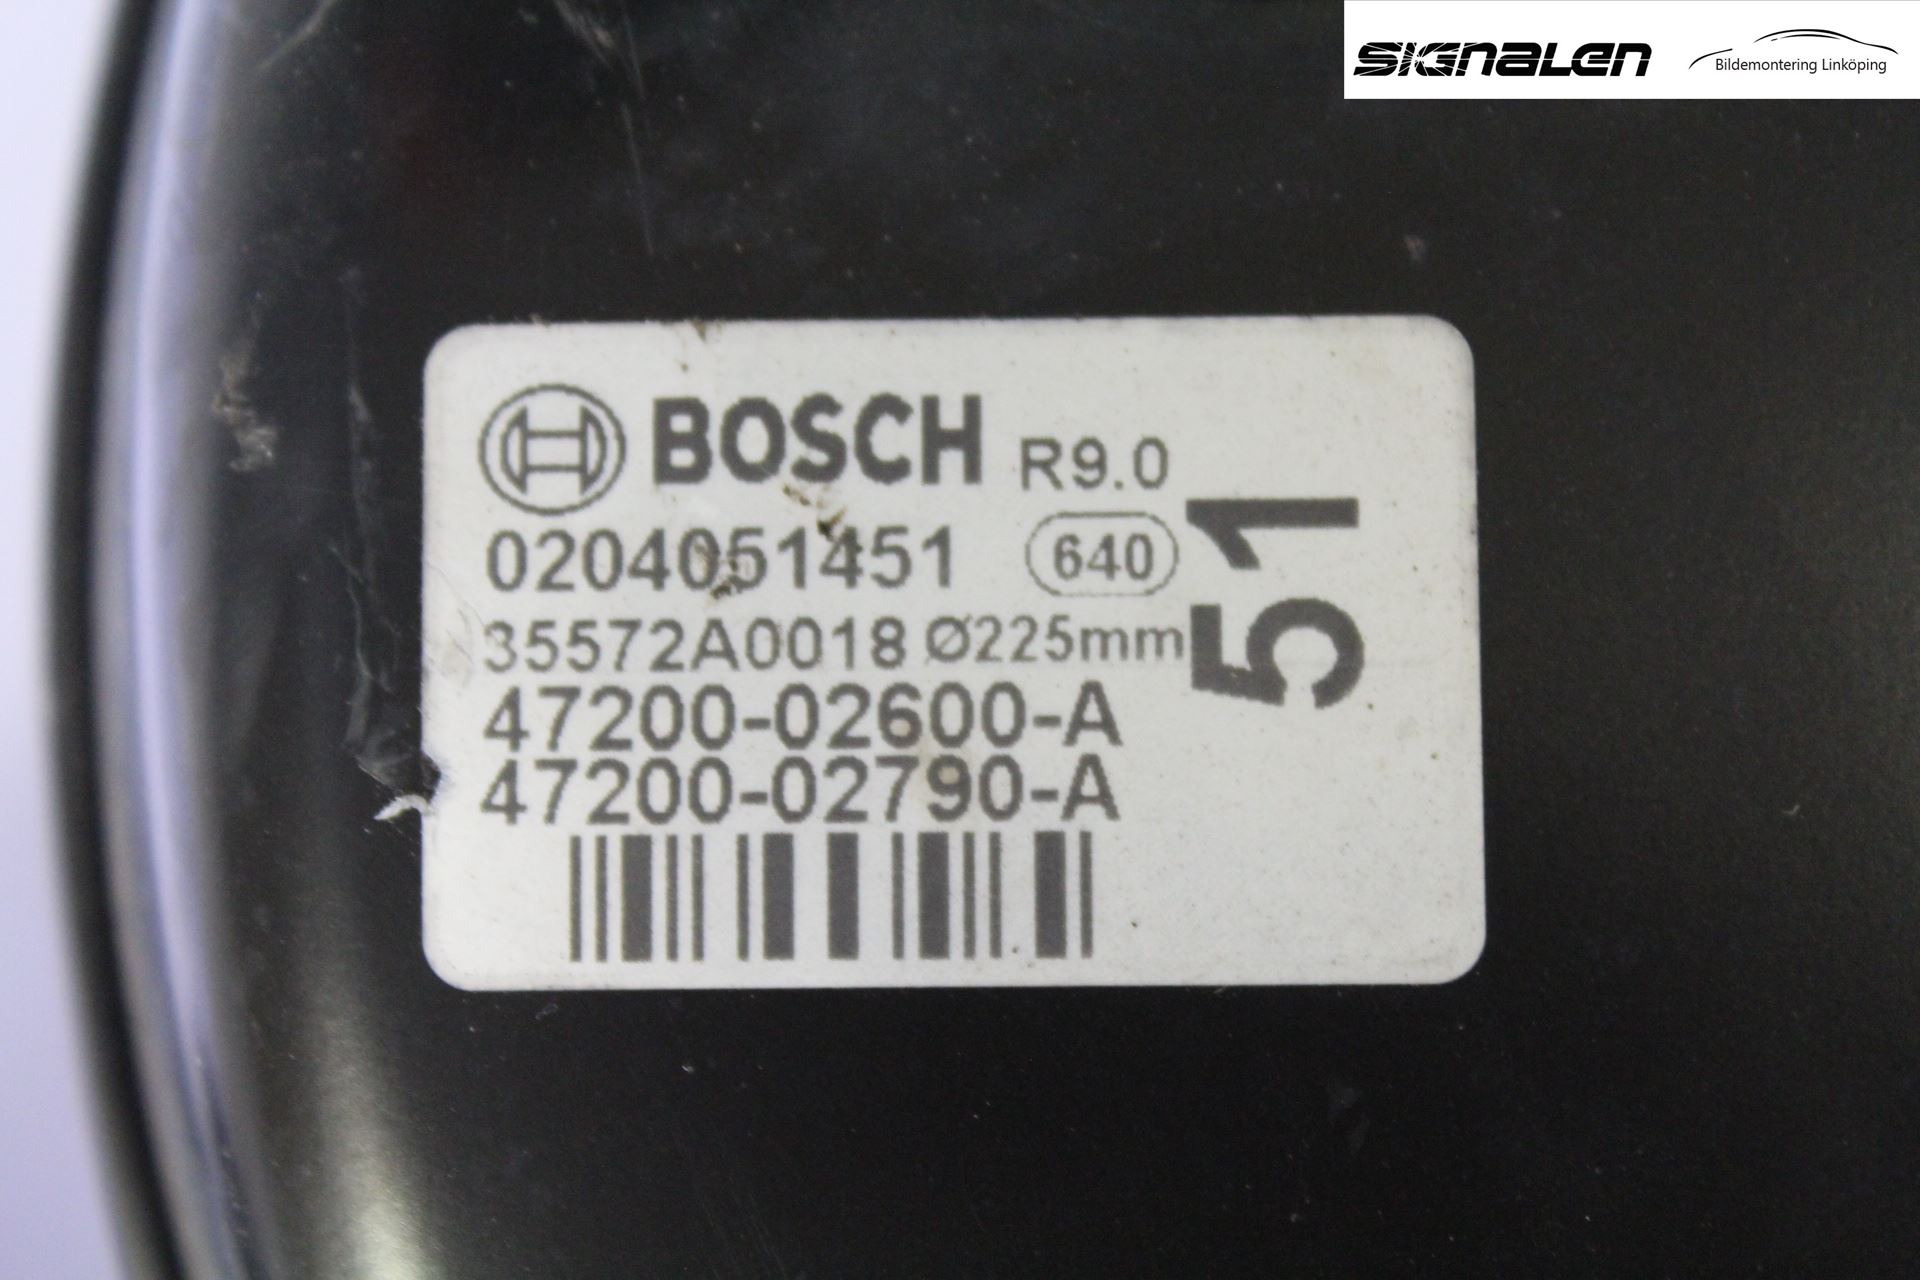 SIGNALEN
Bildemontering Linköping
BOSCH R9.0
0204051451 640
35572A0018 Ø225mm
51
47200-02600-A
47200-02790-A